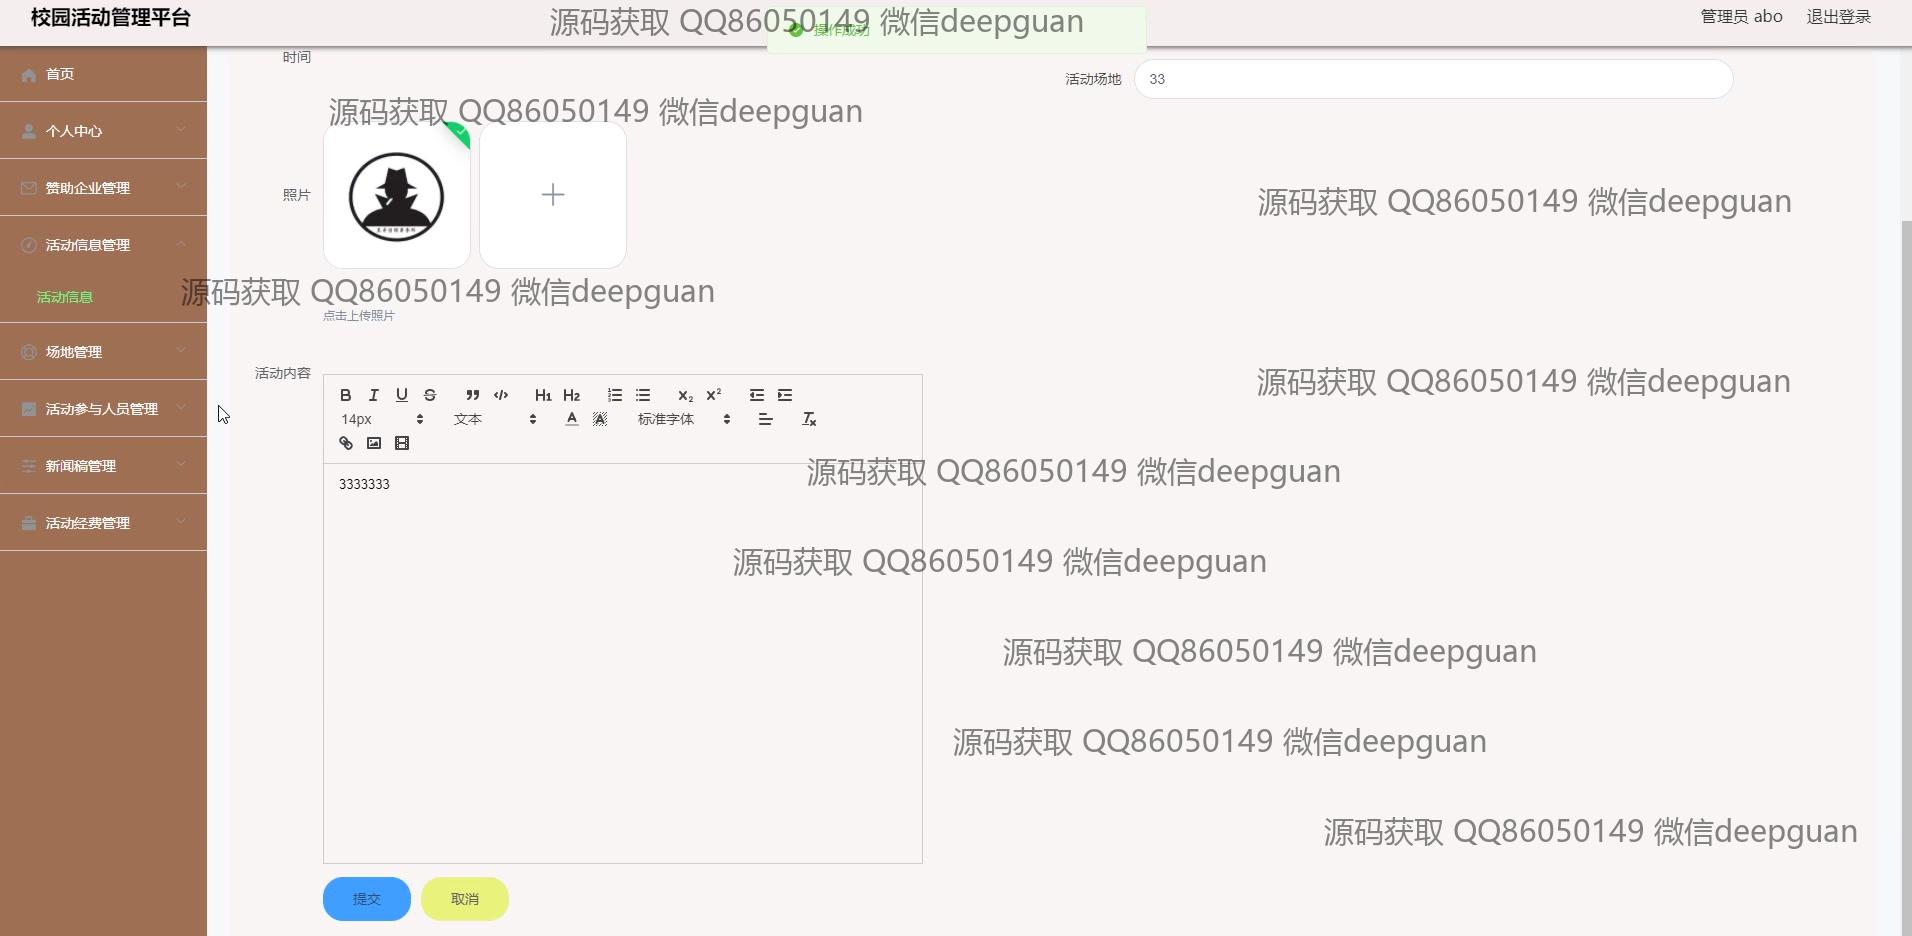 校园活动管理平台
源码获取 QQ86050149 微信deepguan
操作成功
管理员 abo
退出登录
首页
时间
活动场地
33
源码获取 QQ86050149 微信deepguan
个人中心
赞助企业管理
照片
源码获取 QQ86050149 微信deepguan
活动信息管理
活动信息
源码获取 QQ86050149 微信deepguan
点击上传照片
场地管理
活动内容
源码获取 QQ86050149 微信deepguan
B I U S H1 H2 X2 X2
14px 文本 A A 标准字体
活动参与人员管理
新闻稿管理
源码获取 QQ86050149 微信deepguan
3333333
活动经费管理
源码获取 QQ86050149 微信deepguan
源码获取 QQ86050149 微信deepguan
源码获取 QQ86050149 微信deepguan
源码获取 QQ86050149 微信deepguan
提交
取消